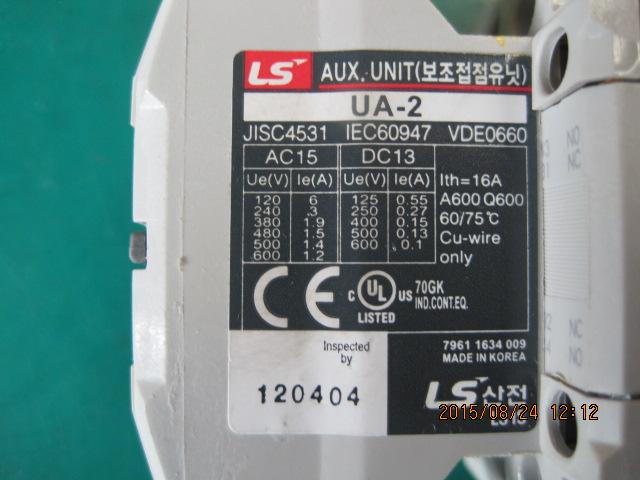 LS AUX. UNIT(보조접점유닛)
UA-2
JISC4531 IEC60947 VDE0660
AC15 DC13
Ue(V) Ie(A) Ue(V) Ie(A)
120 6 125 0.55
240 3 250 0.27
380 1.9 400 0.15
480 1.5 500 0.13
500 1.4 600 0.1
600 1.2
Ith=16A
A600 Q600
60/75℃
Cu-wire
only
CE
C UL US
LISTED
70GK
IND.CONT.EQ.
Inspected
by
120404
7961 1634 009
MADE IN KOREA
LS산전
2015/08/24 12:12
NO
NC
NC
NO